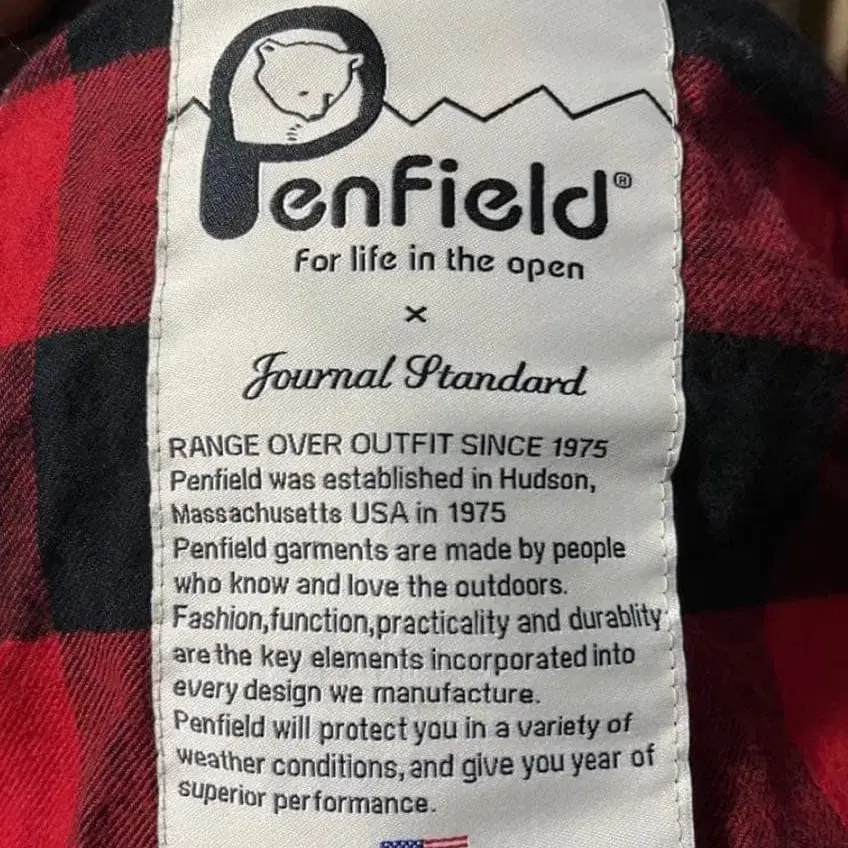 Penfield®
For life in the open
×
Journal Standard
RANGE OVER OUTFIT SINCE 1975
Penfield was established in Hudson,
Massachusetts USA in 1975
Penfield garments are made by people
who know and love the outdoors.
Fashion,function,practicality and durablity
are the key elements incorporated into
every design we manufacture.
Penfield will protect you in a variety of
weather conditions, and give you year of
superior performance.